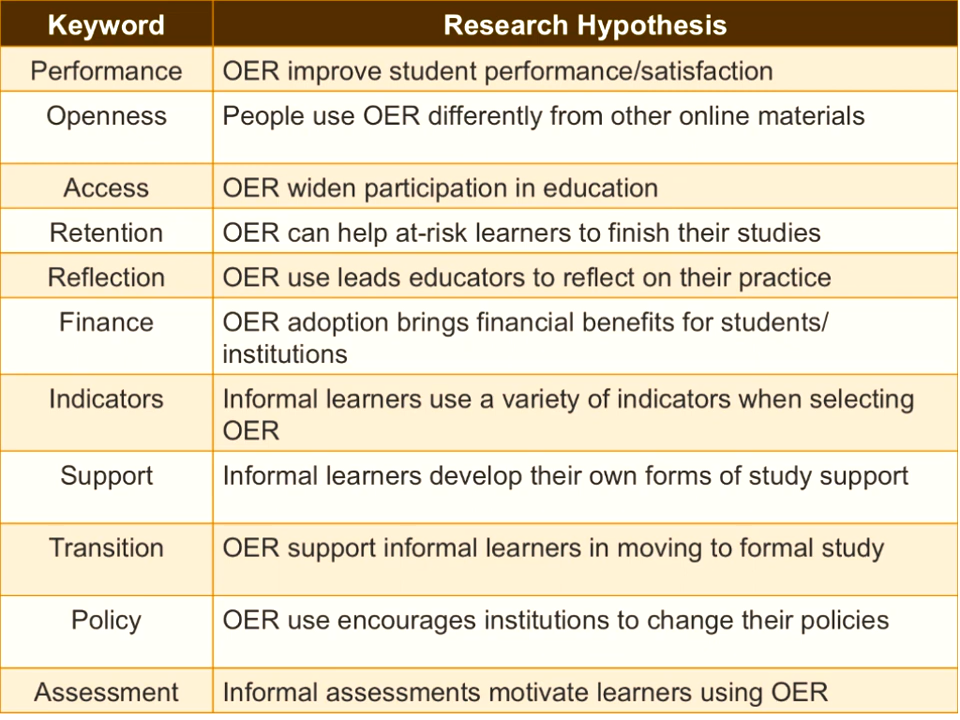 Keyword Research Hypothesis
Performance OER improve student performance/satisfaction
Openness People use OER differently from other online materials
Access OER widen participation in education
Retention OER can help at-risk learners to finish their studies
Reflection OER use leads educators to reflect on their practice
Finance OER adoption brings financial benefits for students/
institutions
Indicators Informal learners use a variety of indicators when selecting
OER
Support Informal learners develop their own forms of study support
Transition OER support informal learners in moving to formal study
Policy OER use encourages institutions to change their policies
Assessment Informal assessments motivate learners using OER